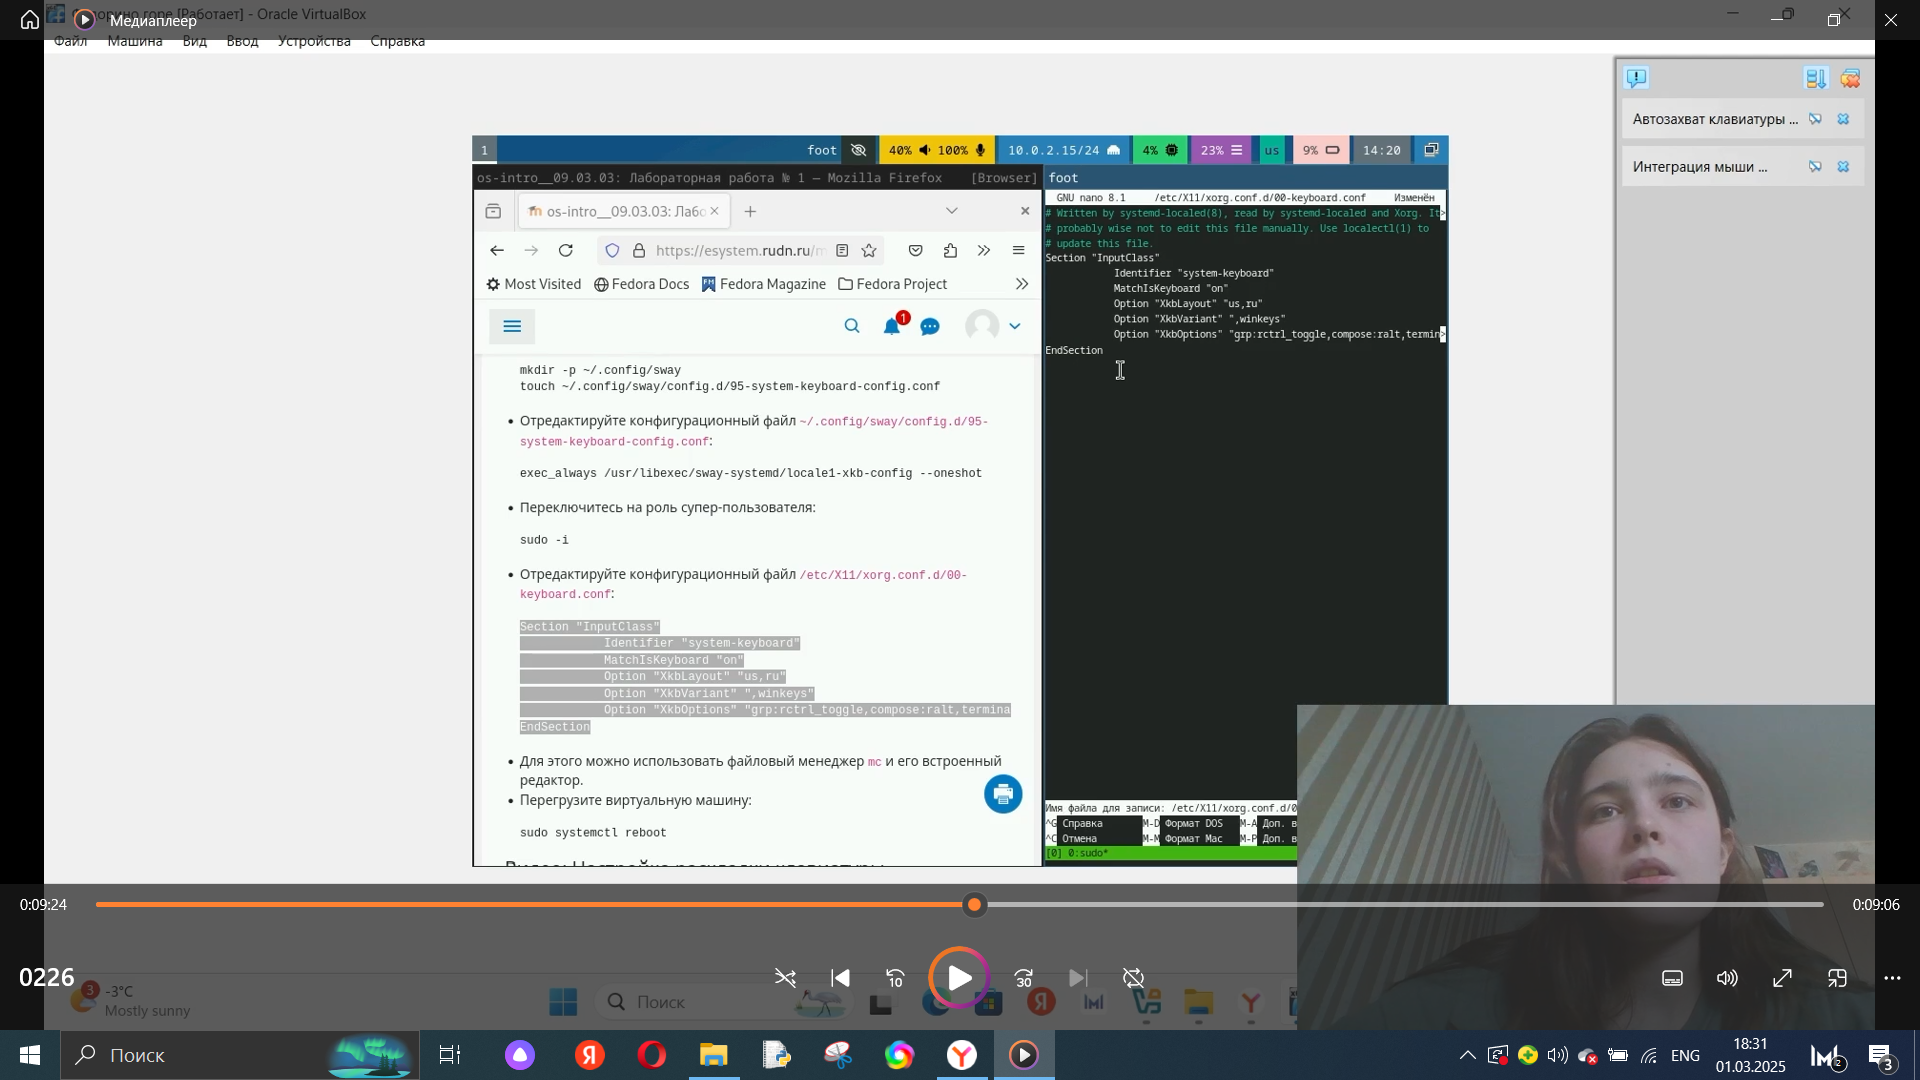 [Работает] - Oracle VirtualBox
Медиаплеер
Файл Машина Вид Ввод Устройства Справка
Автозахват клавиатуры ...
Интеграция мыши ...
1 foot 40% 100% 10.0.2.15/24 4% 23% us 9% 14:20
os-intro__09.03.03: Лабораторная работа № 1 — Mozilla Firefox [Browser]
os-intro__09.03.03: Лабо
https://esystem.rudn.ru/m
Most Visited Fedora Docs Fedora Magazine Fedora Project
1
mkdir -p ~/.config/sway
touch ~/.config/sway/config.d/95-system-keyboard-config.conf
• Отредактируйте конфигурационный файл ~/.config/sway/config.d/95-
system-keyboard-config.conf:
exec_always /usr/libexec/sway-systemd/locale1-xkb-config --oneshot
• Переключитесь на роль супер-пользователя:
sudo -i
• Отредактируйте конфигурационный файл /etc/X11/xorg.conf.d/00-
keyboard.conf:
Section "InputClass"
Identifier "system-keyboard"
MatchIsKeyboard "on"
Option "XkbLayout" "us,ru"
Option "XkbVariant" ",winkeys"
Option "XkbOptions" "grp:rctrl_toggle,compose:ralt,termina
EndSection
• Для этого можно использовать файловый менеджер mc и его встроенный
редактор.
• Перегрузите виртуальную машину:
sudo systemctl reboot
foot
GNU nano 8.1 /etc/X11/xorg.conf.d/00-keyboard.conf Изменён
# Written by systemd-localed(8), read by systemd-localed and Xorg. It>
# probably wise not to edit this file manually. Use localectl(1) to
# update this file.
Section "InputClass"
Identifier "system-keyboard"
MatchIsKeyboard "on"
Option "XkbLayout" "us,ru"
Option "XkbVariant" ",winkeys"
Option "XkbOptions" "grp:rctrl_toggle,compose:ralt,termin>
EndSection
Имя файла для записи: /etc/X11/xorg.conf.d/0
^G Справка M-D Формат DOS M-A Доп. в
^C Отмена M-M Формат Mac M-P Доп. в
[0] 0:sudo*
0:09:24 0:09:06
0226
10 30
3 -3°C
Mostly sunny
Поиск
Поиск
ENG
18:31
01.03.2025
2
3